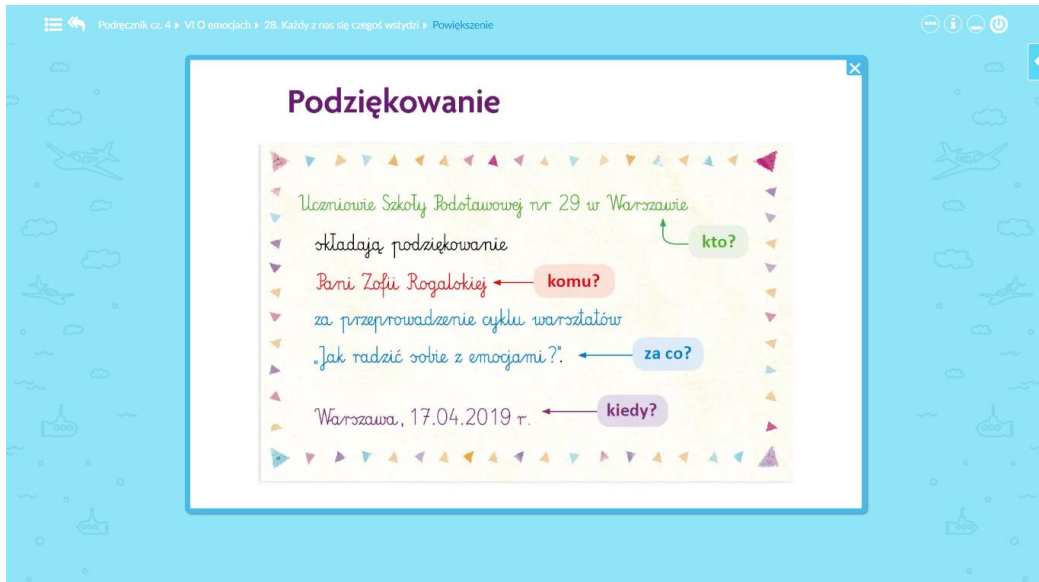 Podręcznik cz. 4 ▸ VI O emocjach ▸ 28. Każdy z nas się czegoś wstydzi ▸ Powiększenie
Podziękowanie
Uczniowie Szkoły Podstawowej nr 29 w Warszawie
kto?
składają podziękowanie
Pani Zofii Rogalskiej
komu?
za przeprowadzenie cyklu warsztatów
„Jak radzić sobie z emocjami?".
za co?
Warszawa, 17.04.2019 r.
kiedy?